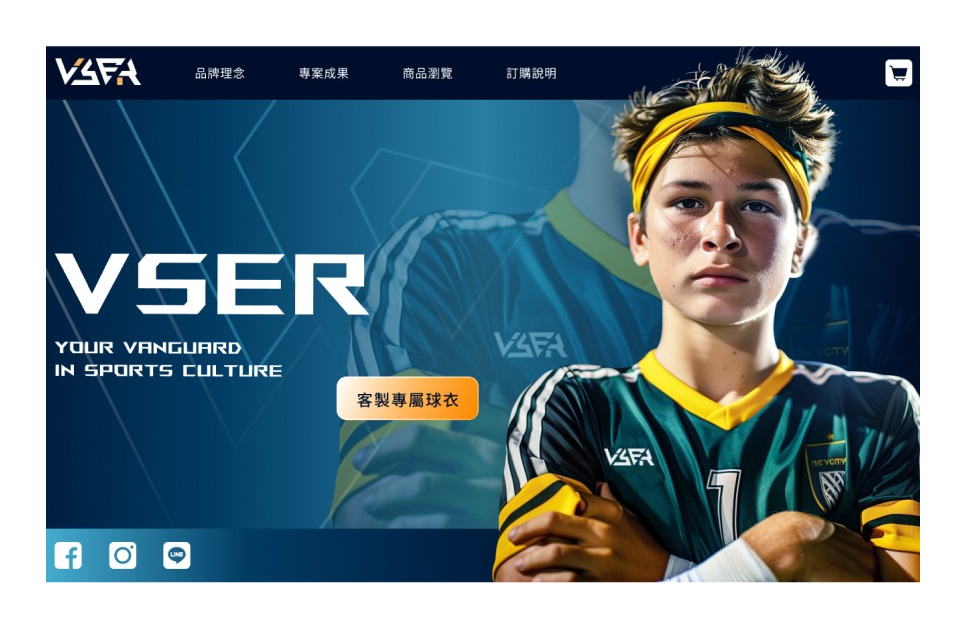 VSER
品牌理念
專案成果
商品瀏覽
訂購說明
VSER
YOUR VANGUARD
IN SPORTS CULTURE
VSER
客製專屬球衣
VSER
1
LINE